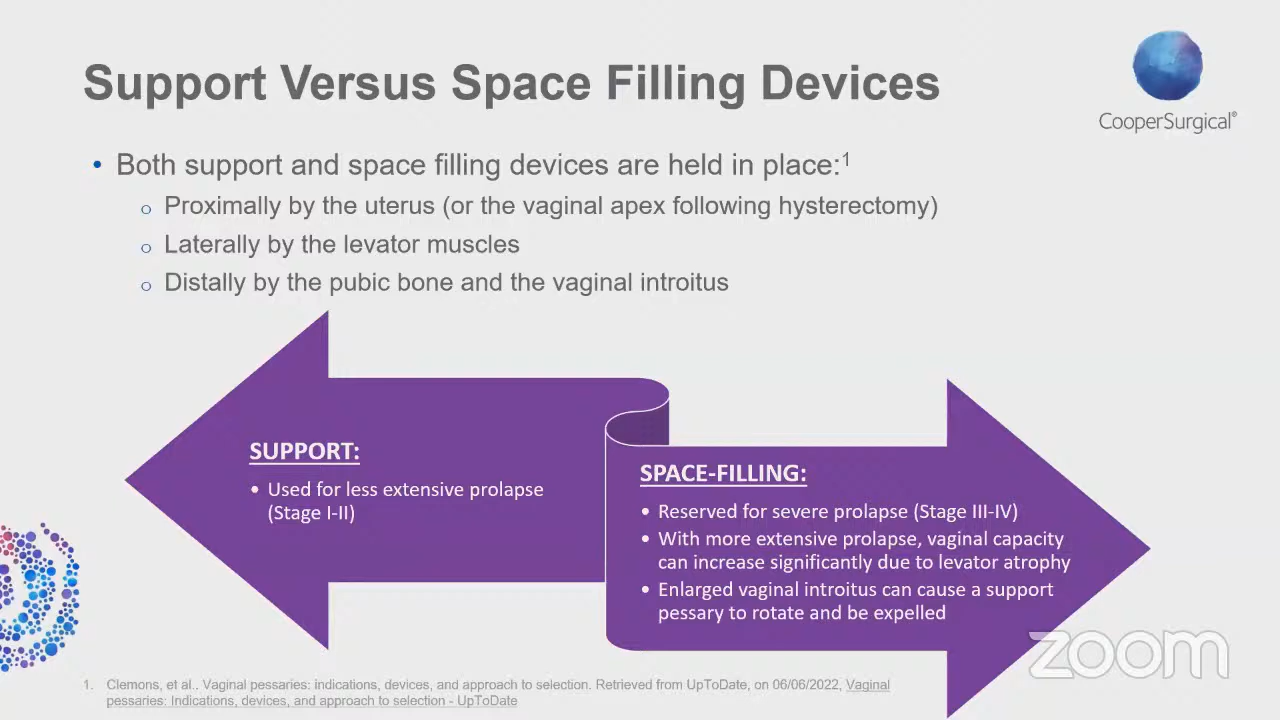 Support Versus Space Filling Devices
CooperSurgical®
• Both support and space filling devices are held in place:1
o Proximally by the uterus (or the vaginal apex following hysterectomy)
o Laterally by the levator muscles
o Distally by the pubic bone and the vaginal introitus
SUPPORT:
• Used for less extensive prolapse
(Stage I-II)
SPACE-FILLING:
• Reserved for severe prolapse (Stage III-IV)
• With more extensive prolapse, vaginal capacity
can increase significantly due to levator atrophy
• Enlarged vaginal introitus can cause a support
pessary to rotate and be expelled
zoom
1. Clemons, et al.. Vaginal pessaries: indications, devices, and approach to selection. Retrieved from UpToDate, on 06/06/2022, Vaginal
pessaries: Indications, devices, and approach to selection - UpToDate